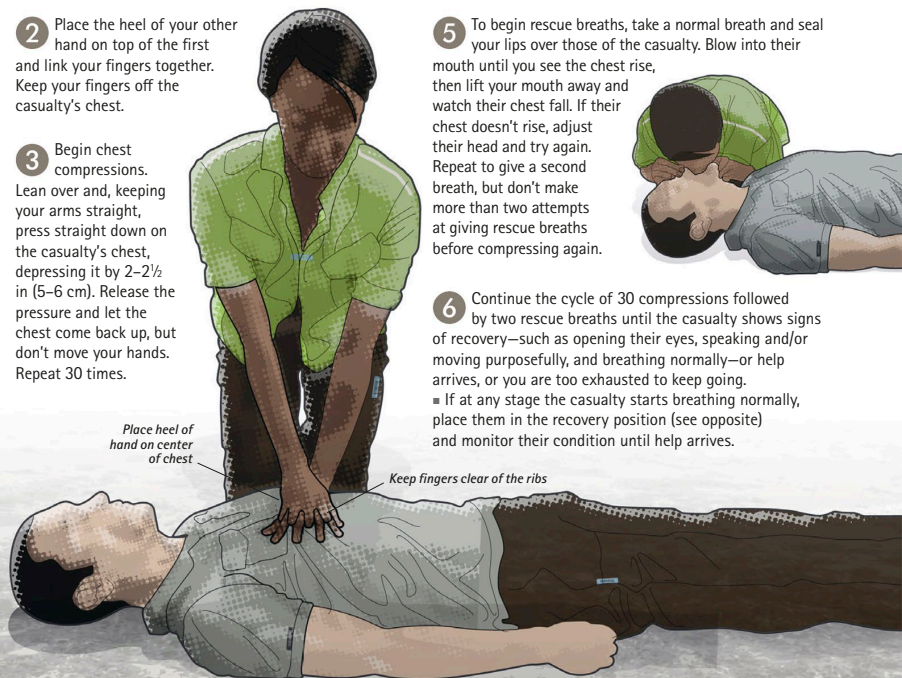 2 Place the heel of your other
hand on top of the first
and link your fingers together.
Keep your fingers off the
casualty's chest.
3 Begin chest
compressions.
Lean over and, keeping
your arms straight,
press straight down on
the casualty's chest,
depressing it by 2–2½
in (5–6 cm). Release the
pressure and let the
chest come back up, but
don't move your hands.
Repeat 30 times.
Place heel of
hand on center
of chest
Keep fingers clear of the ribs
5 To begin rescue breaths, take a normal breath and seal
your lips over those of the casualty. Blow into their
mouth until you see the chest rise,
then lift your mouth away and
watch their chest fall. If their
chest doesn't rise, adjust
their head and try again.
Repeat to give a second
breath, but don't make
more than two attempts
at giving rescue breaths
before compressing again.
6 Continue the cycle of 30 compressions followed
by two rescue breaths until the casualty shows signs
of recovery—such as opening their eyes, speaking and/or
moving purposefully, and breathing normally—or help
arrives, or you are too exhausted to keep going.
▪ If at any stage the casualty starts breathing normally,
place them in the recovery position (see opposite)
and monitor their condition until help arrives.